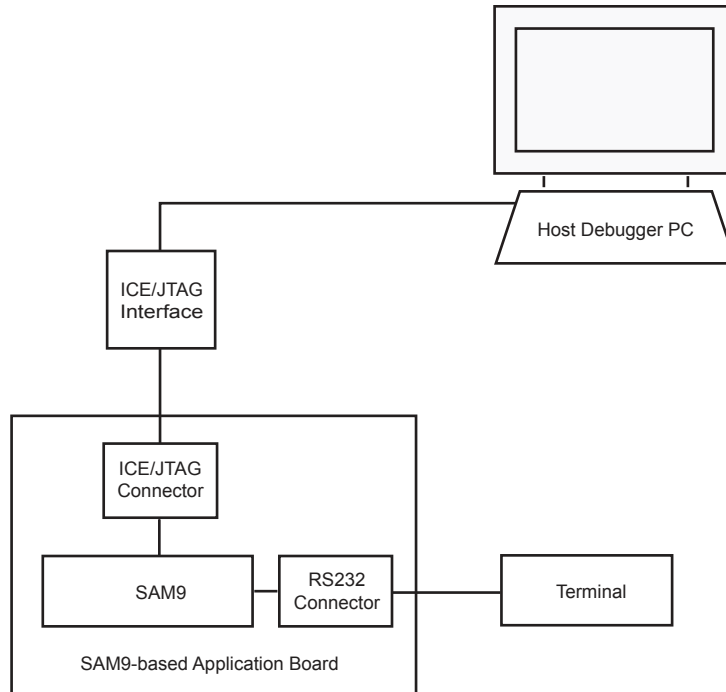 Host Debugger PC
ICE/JTAG
Interface
ICE/JTAG
Connector
SAM9
RS232
Connector
Terminal
SAM9-based Application Board